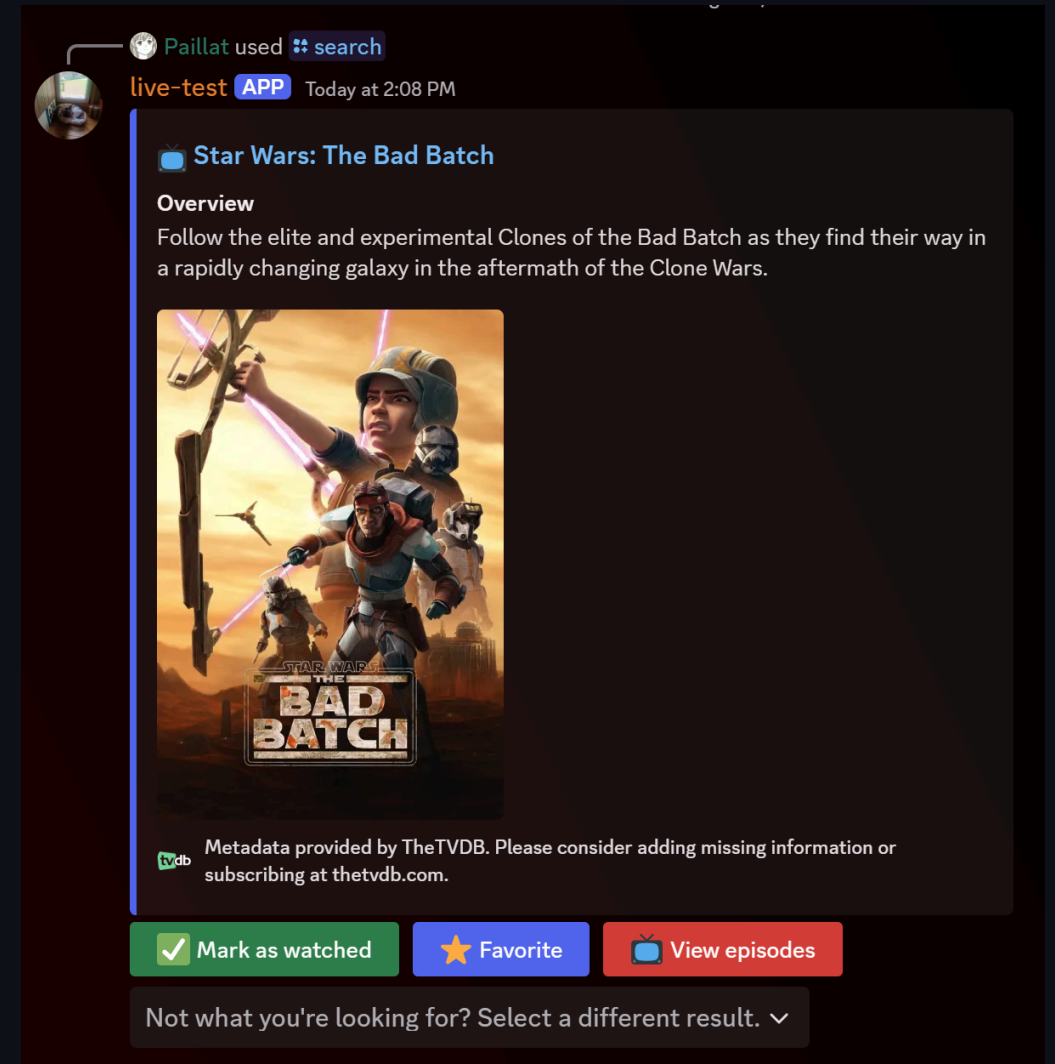 Paillat used search
live-test APP Today at 2:08 PM
Star Wars: The Bad Batch
Overview
Follow the elite and experimental Clones of the Bad Batch as they find their way in
a rapidly changing galaxy in the aftermath of the Clone Wars.
STAR WARS
THE
BAD
BATCH
tvdb
Metadata provided by TheTVDB. Please consider adding missing information or
subscribing at thetvdb.com.
Mark as watched Favorite View episodes
Not what you're looking for? Select a different result.